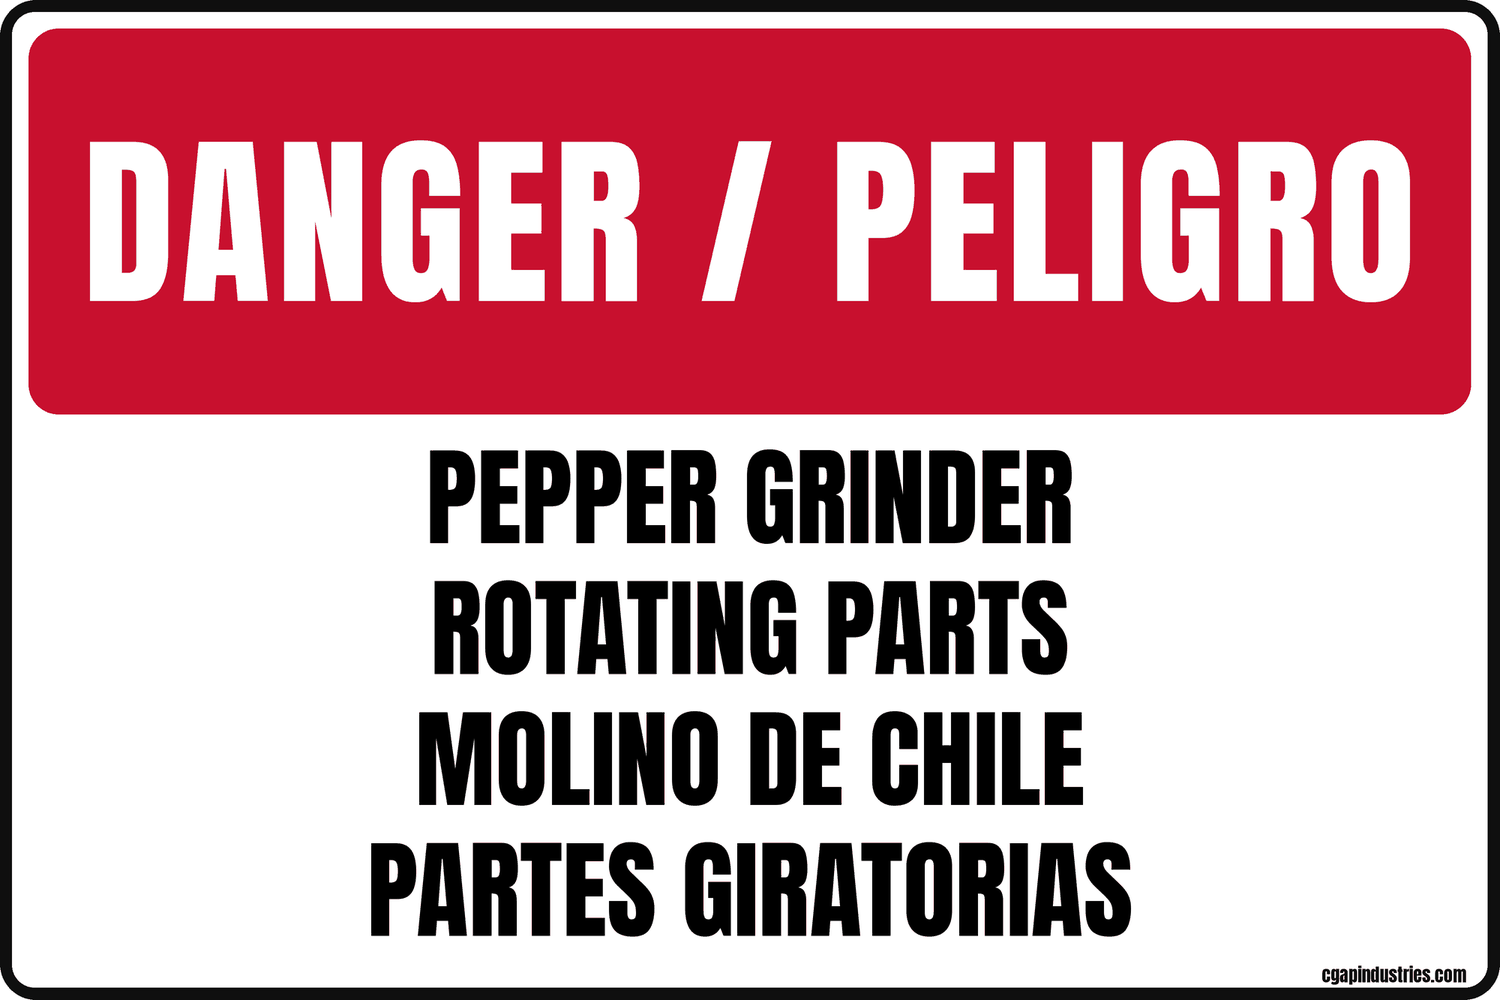 DANGER / PELIGRO
PEPPER GRINDER
ROTATING PARTS
MOLINO DE CHILE
PARTES GIRATORIAS
cgapindustries.com